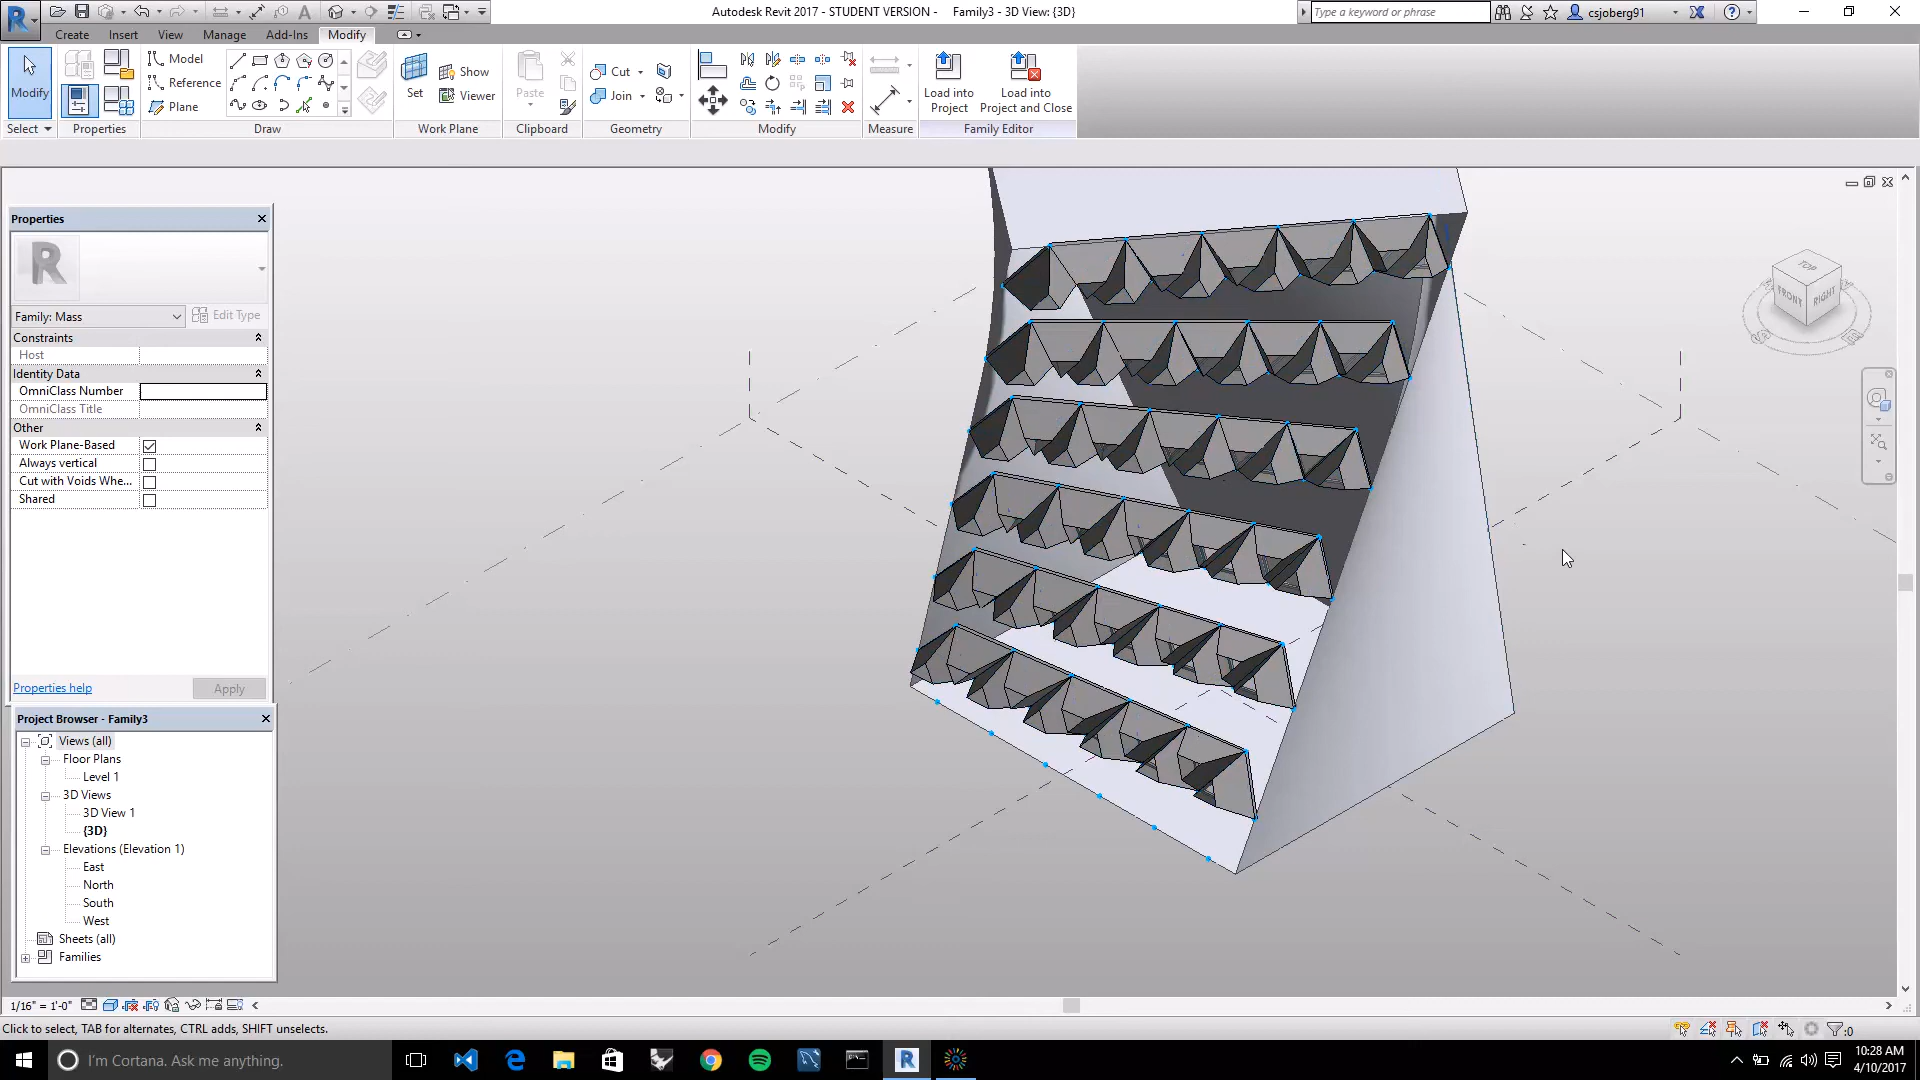 Autodesk Revit 2017 - STUDENT VERSION - Family3 - 3D View: {3D}
Type a keyword or phrase
csjoberg91
Create Insert View Manage Add-Ins Modify
Modify
Model
Reference
Plane
Set
Show
Viewer
Paste
Cut
Join
Load into
Project
Load into
Project and Close
Select Properties Draw Work Plane Clipboard Geometry Modify Measure Family Editor
Properties
R
Family: Mass
Edit Type
Constraints
Host
Identity Data
OmniClass Number
OmniClass Title
Other
Work Plane-Based
Always vertical
Cut with Voids Whe...
Shared
Properties help
Apply
TOP
FRONT
RIGHT
Project Browser - Family3
Views (all)
Floor Plans
Level 1
3D Views
3D View 1
{3D}
Elevations (Elevation 1)
East
North
South
West
Sheets (all)
Families
1/16" = 1'-0"
Click to select, TAB for alternates, CTRL adds, SHIFT unselects.
:0
I'm Cortana. Ask me anything.
10:28 AM
4/10/2017